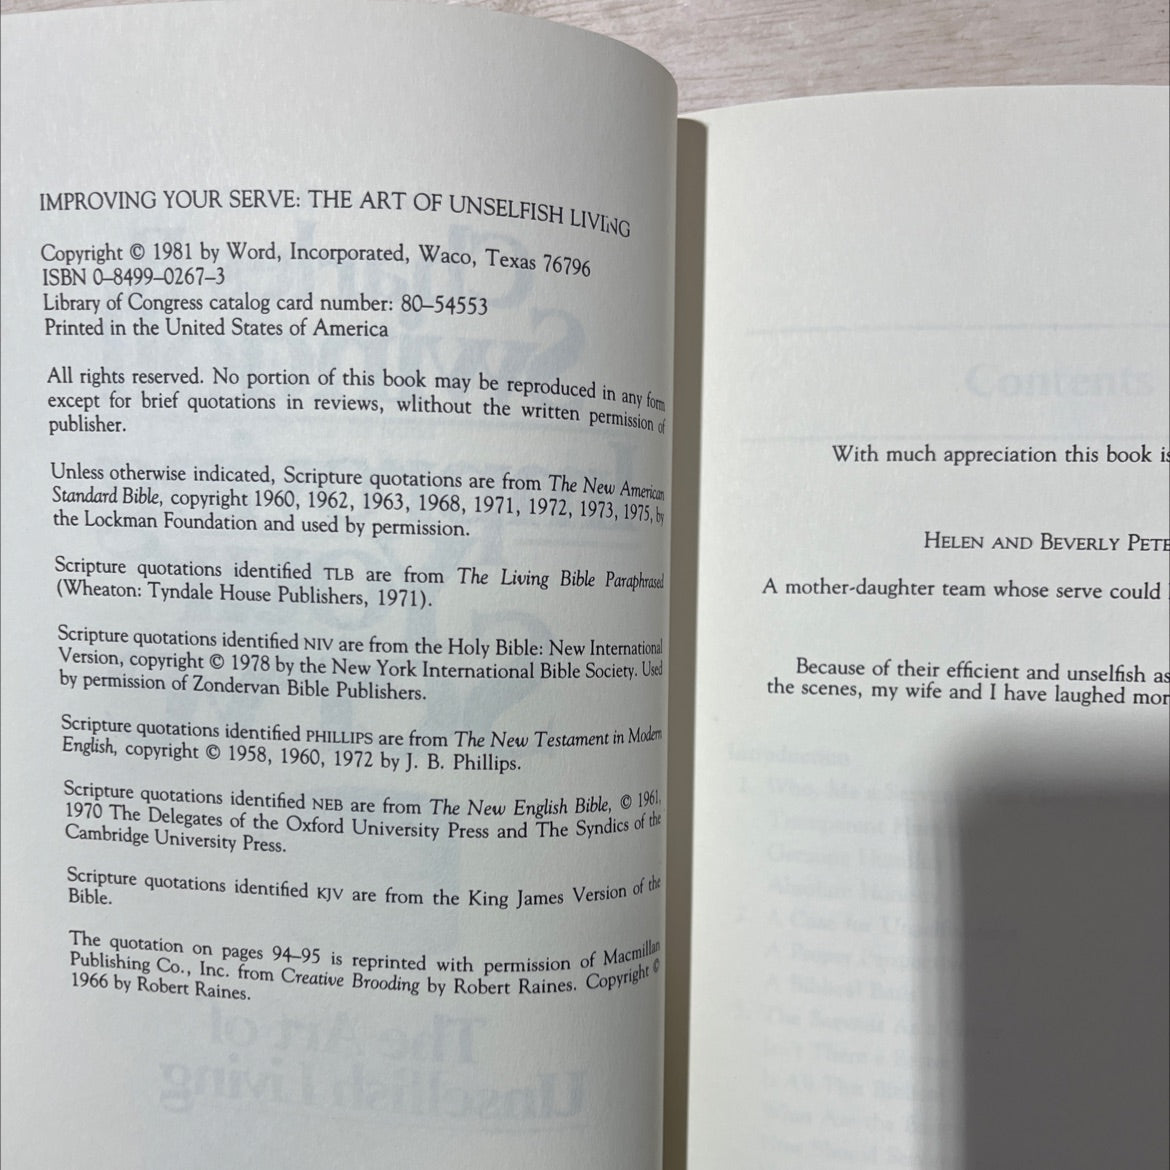 IMPROVING YOUR SERVE: THE ART OF UNSELFISH LIVING
Copyright © 1981 by Word, Incorporated, Waco, Texas 76796
ISBN 0–8499–0267–3
Library of Congress catalog card number: 80–54553
Printed in the United States of America
All rights reserved. No portion of this book may be reproduced in any form
except for brief quotations in reviews, wlithout the written permission of
publisher.
Unless otherwise indicated, Scripture quotations are from The New American
Standard Bible, copyright 1960, 1962, 1963, 1968, 1971, 1972, 1973, 1975, by
the Lockman Foundation and used by permission.
Scripture quotations identified TLB are from The Living Bible Paraphrased
(Wheaton: Tyndale House Publishers, 1971).
Scripture quotations identified NIV are from the Holy Bible: New International
Version, copyright © 1978 by the New York International Bible Society. Used
by permission of Zondervan Bible Publishers.
Scripture quotations identified PHILLIPS are from The New Testament in Modern
English, copyright © 1958, 1960, 1972 by J. B. Phillips.
Scripture quotations identified NEB are from The New English Bible, © 1961,
1970 The Delegates of the Oxford University Press and The Syndics of the
Cambridge University Press.
Scripture quotations identified KJV are from the King James Version of the
Bible.
The quotation on pages 94–95 is reprinted with permission of Macmillan
Publishing Co., Inc. from Creative Brooding by Robert Raines. Copyright ©
1966 by Robert Raines.
Contents
With much appreciation this book is
HELEN AND BEVERLY PETE
A mother-daughter team whose serve could
Because of their efficient and unselfish as
the scenes, my wife and I have laughed mor
Introduction
The Art of
Unselfish Living